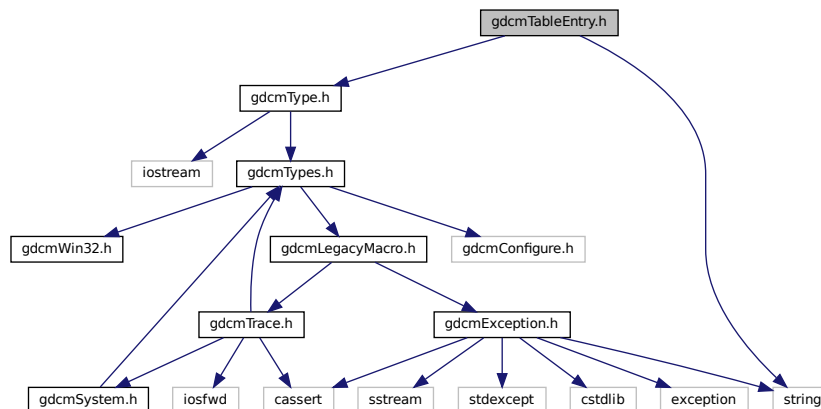 gdcmTableEntry.h
gdcmType.h
iostream
gdcmTypes.h
gdcmWin32.h
gdcmLegacyMacro.h
gdcmConfigure.h
gdcmTrace.h
gdcmException.h
gdcmSystem.h
iosfwd
cassert
sstream
stdexcept
cstdlib
exception
string